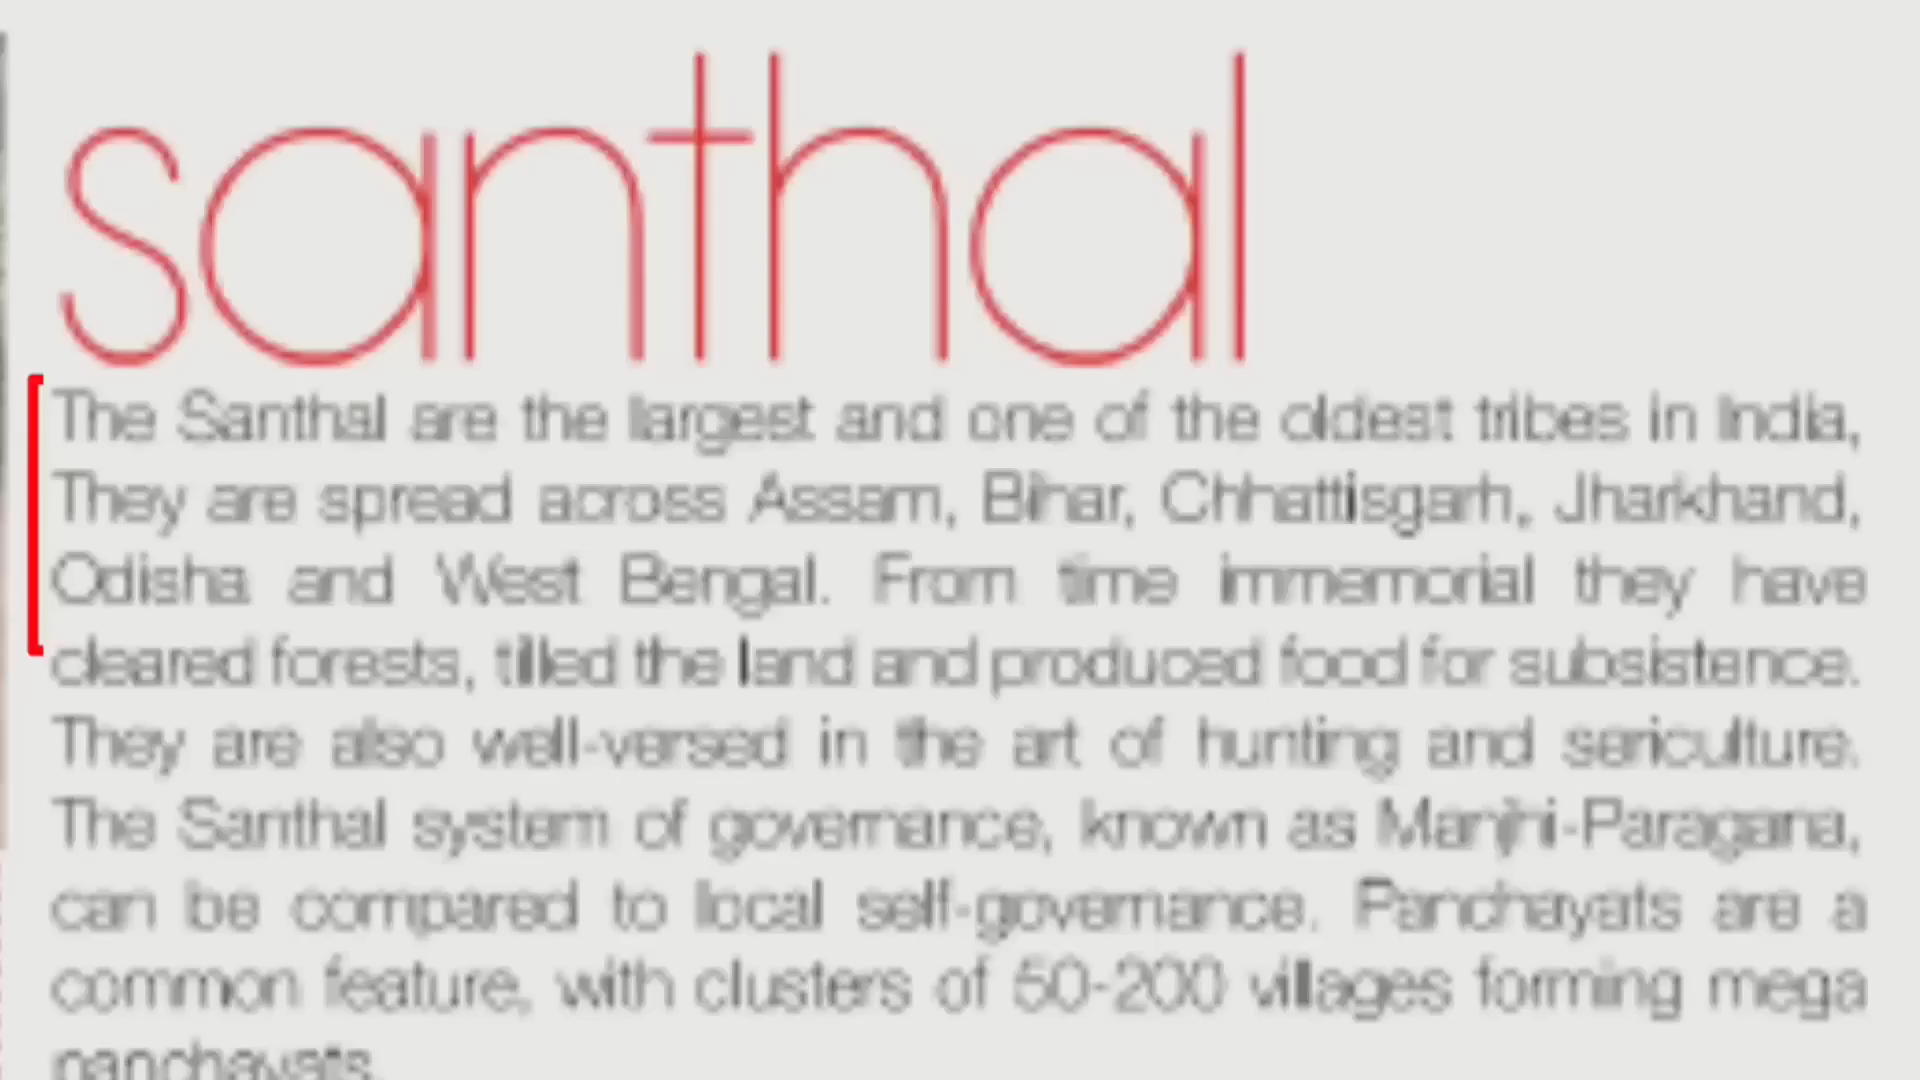 santhal
The Santhal are the largest and one of the oldest tribes in India,
They are spread across Assam, Bihar, Chhattisgarh, Jharkhand,
Odisha and West Bengal. From time immemorial they have
cleared forests, tilled the land and produced food for subsistence.
They are also well-versed in the art of hunting and sericulture.
The Santhal system of governance, known as Manjhi-Paragana,
can be compared to local self-governance. Panchayats are a
common feature, with clusters of 50-200 villages forming mega
panchayats.